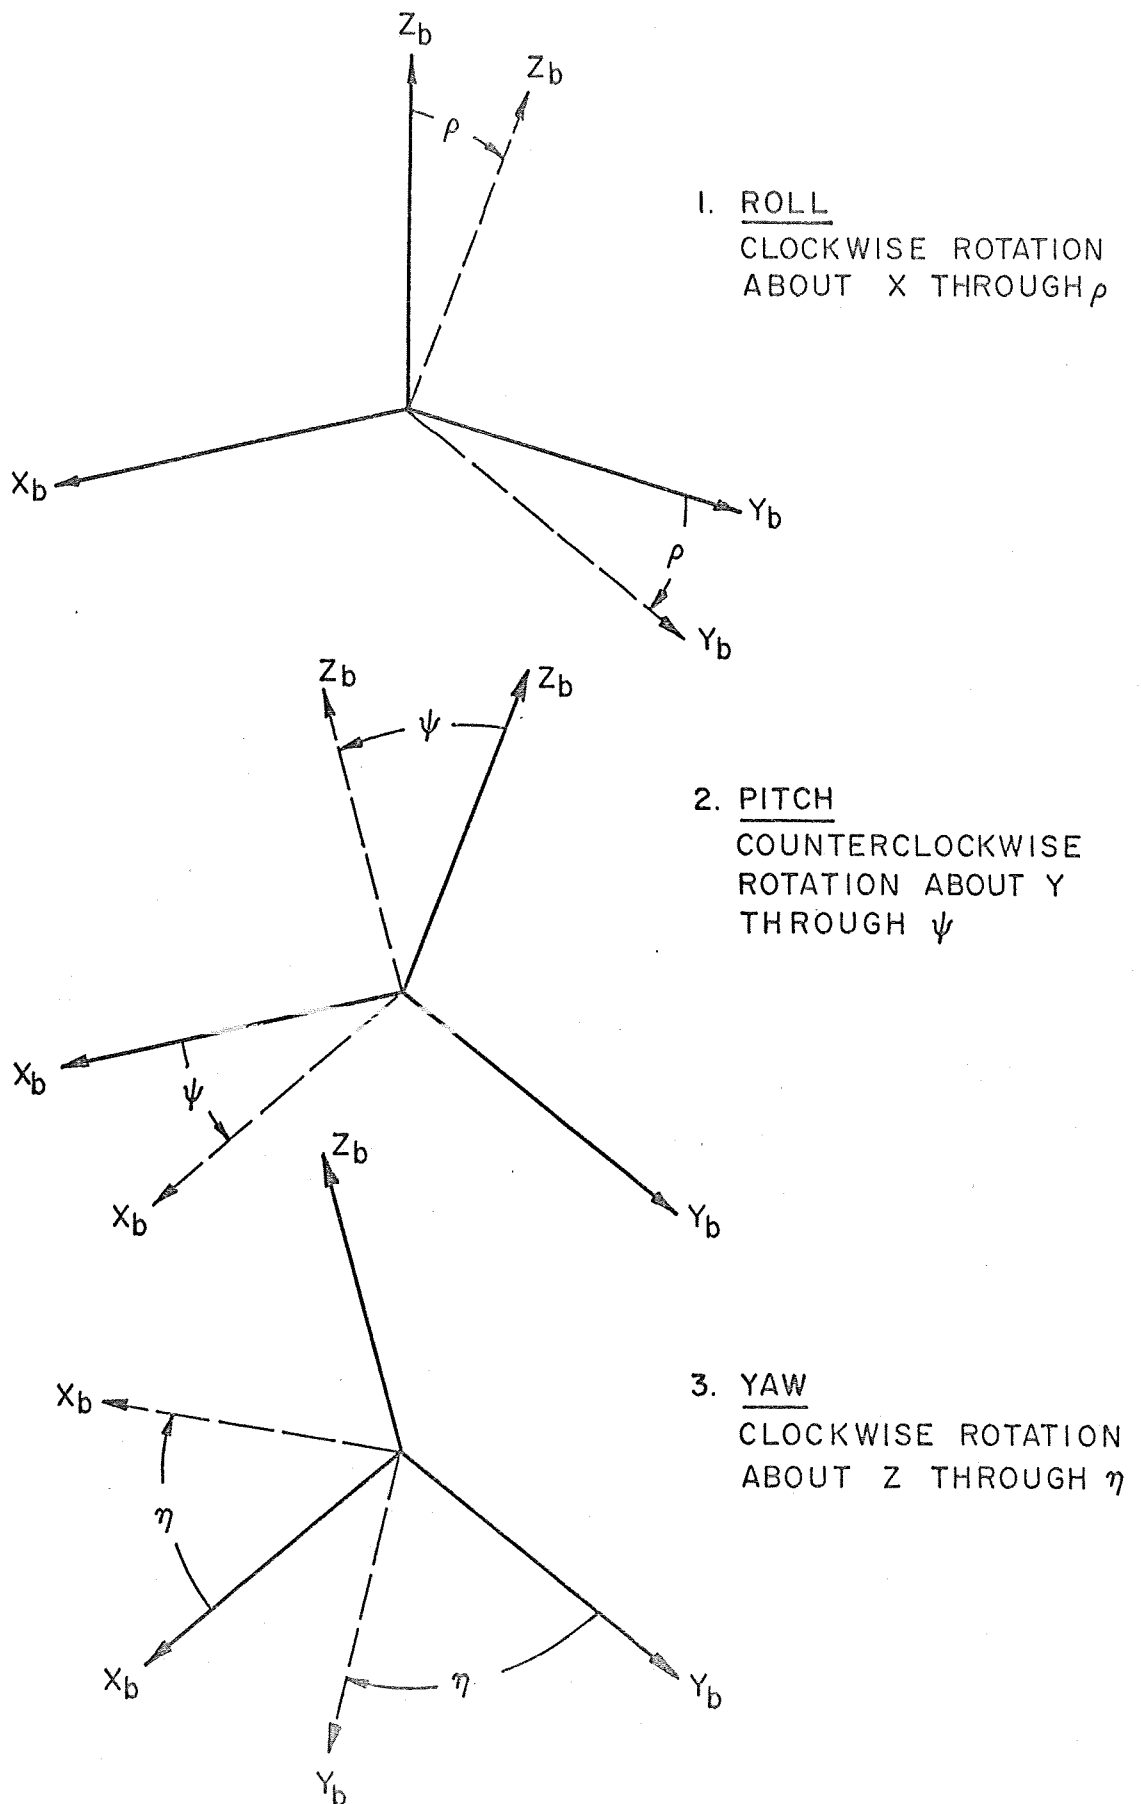 Zb
Zb
ρ
1. ROLL
CLOCKWISE ROTATION
ABOUT X THROUGH ρ
Xb
Yb
ρ
Yb
Zb
Zb
ψ
2. PITCH
COUNTERCLOCKWISE
ROTATION ABOUT Y
THROUGH ψ
Xb
ψ
Xb
Yb
Zb
Xb
3. YAW
CLOCKWISE ROTATION
ABOUT Z THROUGH η
η
Xb
η
Yb
Yb